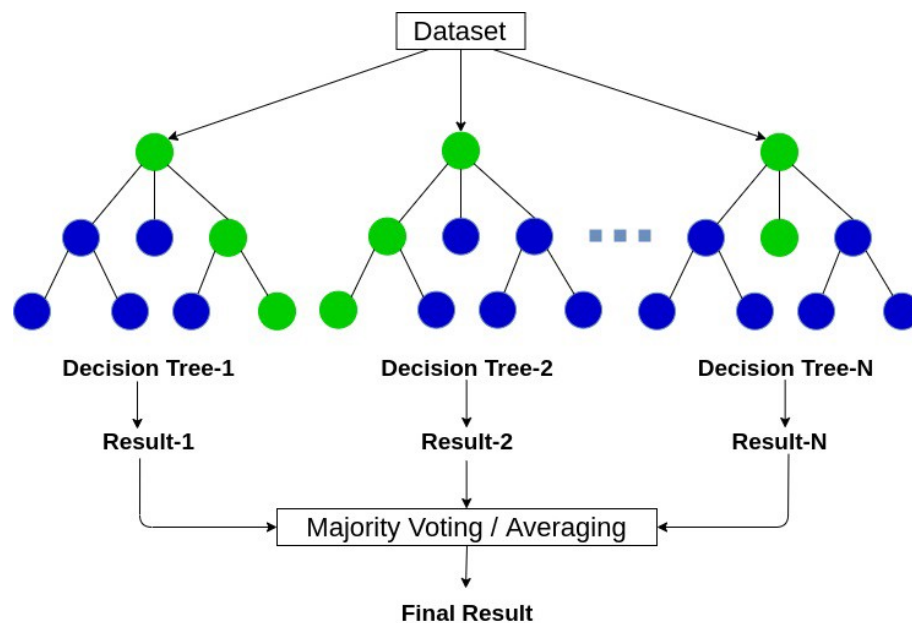 Dataset
Decision Tree-1
Decision Tree-2
Decision Tree-N
Result-1
Result-2
Result-N
Majority Voting / Averaging
Final Result